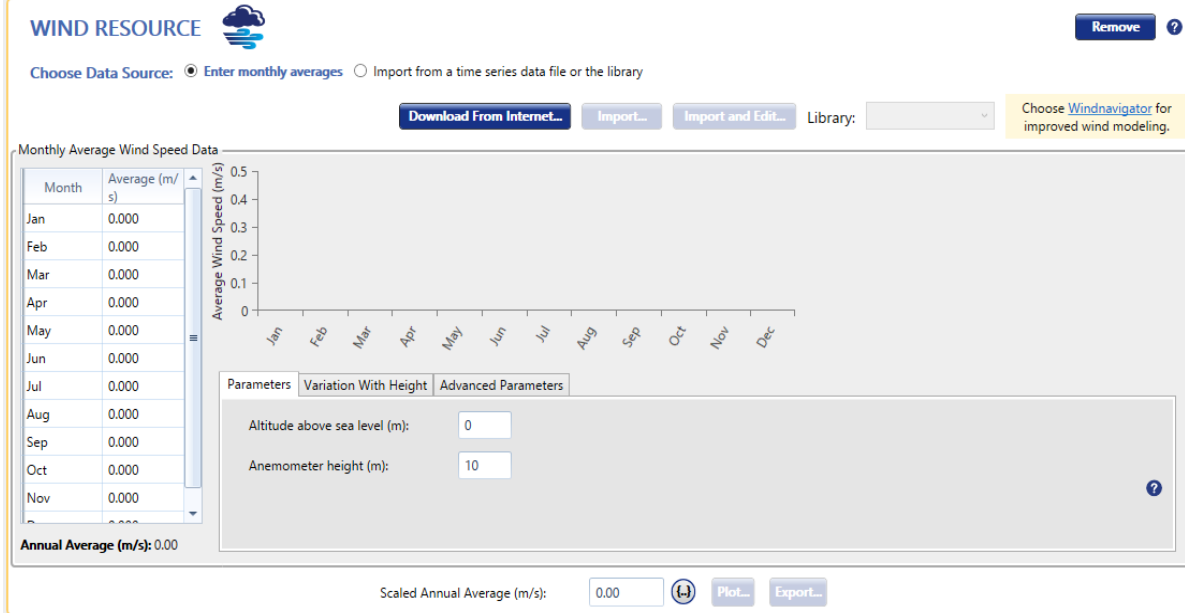 WIND RESOURCE
Remove
?
Choose Data Source: Enter monthly averages Import from a time series data file or the library
Download From Internet... Import... Import and Edit... Library:
Choose Windnavigator for
improved wind modeling.
Monthly Average Wind Speed Data
Month Average (m/
s)
Jan 0.000
Feb 0.000
Mar 0.000
Apr 0.000
May 0.000
Jun 0.000
Jul 0.000
Aug 0.000
Sep 0.000
Oct 0.000
Nov 0.000
Annual Average (m/s): 0.00
Average Wind Speed (m/s)
0.5
0.4
0.3
0.2
0.1
0
Jan Feb Mar Apr May Jun Jul Aug Sep Oct Nov Dec
Parameters Variation With Height Advanced Parameters
Altitude above sea level (m): 0
Anemometer height (m): 10
?
Scaled Annual Average (m/s): 0.00 {..} Plot... Export...